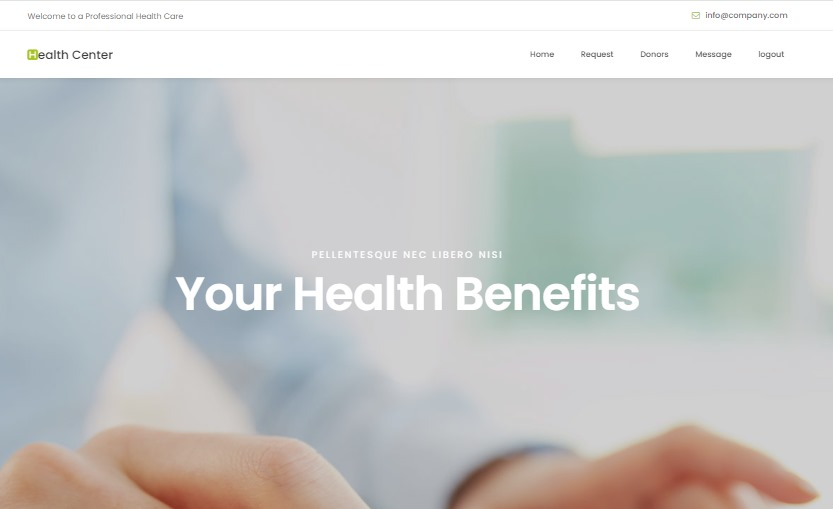 Welcome to a Professional Health Care
info@company.com
Health Center
Home Request Donors Message logout
PELLENTESQUE NEC LIBERO NISI
Your Health Benefits